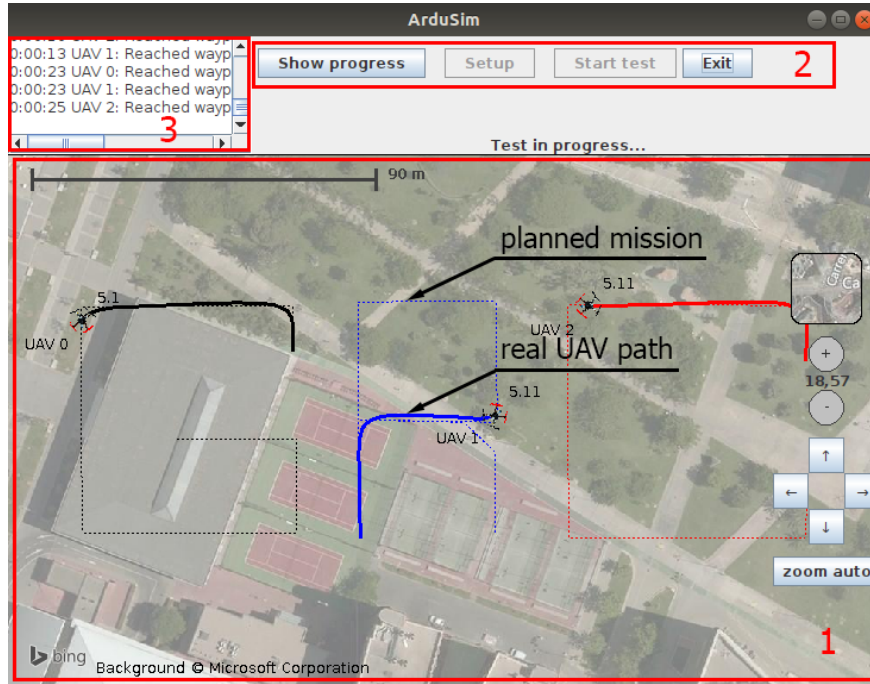 ArduSim
0:00:13 UAV 1: Reached wayp
0:00:23 UAV 0: Reached wayp
0:00:23 UAV 1: Reached wayp
0:00:25 UAV 2: Reached wayp
3
Show progress Setup Start test Exit 2
Test in progress...
90 m
planned mission
5.1
5.11
UAV 0
UAV 2
real UAV path
+
18,57
-
5.11
UAV 1
↑
← →
↓
zoom auto
bing
Background © Microsoft Corporation
1